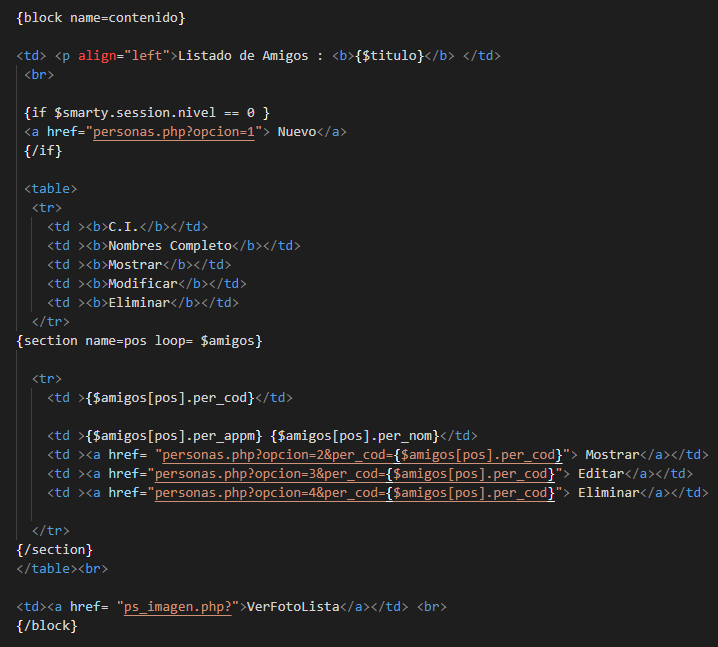 {block name=contenido}
<td> <p align="left">Listado de Amigos : <b>{$titulo}</b> </td>
<br>
{if $smarty.session.nivel == 0 }
<a href="personas.php?opcion=1"> Nuevo</a>
{/if}
<table>
<tr>
<td ><b>C.I.</b></td>
<td ><b>Nombres Completo</b></td>
<td ><b>Mostrar</b></td>
<td ><b>Modificar</b></td>
<td ><b>Eliminar</b></td>
</tr>
{section name=pos loop= $amigos}
<tr>
<td >{$amigos[pos].per_cod}</td>
<td >{$amigos[pos].per_appm} {$amigos[pos].per_nom}</td>
<td ><a href= "personas.php?opcion=2&per_cod={$amigos[pos].per_cod}"> Mostrar</a></td>
<td ><a href="personas.php?opcion=3&per_cod={$amigos[pos].per_cod}"> Editar</a></td>
<td ><a href="personas.php?opcion=4&per_cod={$amigos[pos].per_cod}"> Eliminar</a></td>
</tr>
{/section}
</table><br>
<td><a href= "ps_imagen.php?">VerFotoLista</a></td> <br>
{/block}